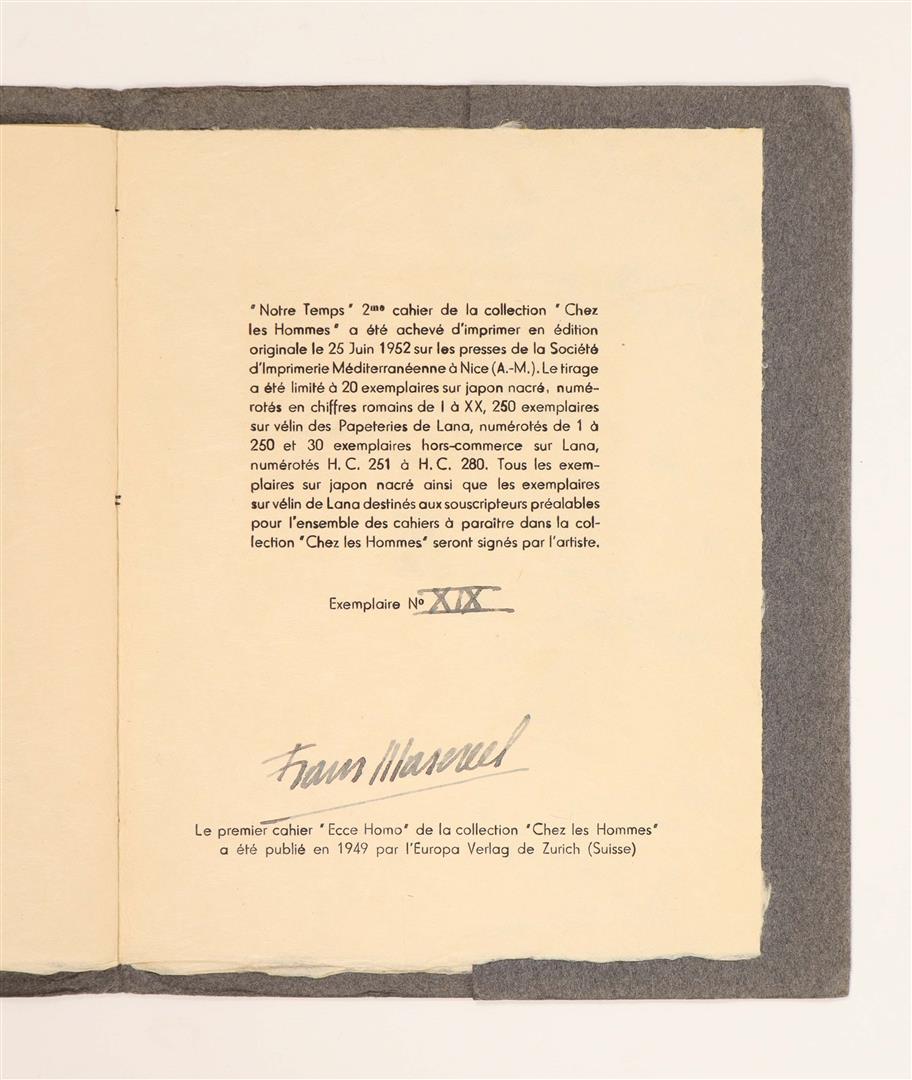 "Notre Temps" 2me cahier de la collection "Chez
les Hommes" a été achevé d'imprimer en édition
originale le 25 Juin 1952 sur les presses de la Société
d'Imprimerie Méditerranéenne à Nice (A.-M.). Le tirage
a été limité à 20 exemplaires sur japon nacré, numé-
rotés en chiffres romains de I à XX, 250 exemplaires
sur vélin des Papeteries de Lana, numérotés de 1 à
250 et 30 exemplaires hors-commerce sur Lana,
numérotés H. C. 251 à H. C. 280. Tous les exem-
plaires sur japon nacré ainsi que les exemplaires
sur vélin de Lana destinés aux souscripteurs préalables
pour l'ensemble des cahiers à paraître dans la col-
lection "Chez les Hommes" seront signés par l'artiste.
Exemplaire No XIX
Frans Masereel
Le premier cahier "Ecce Homo" de la collection "Chez les Hommes"
a été publié en 1949 par l'Europa Verlag de Zurich (Suisse)